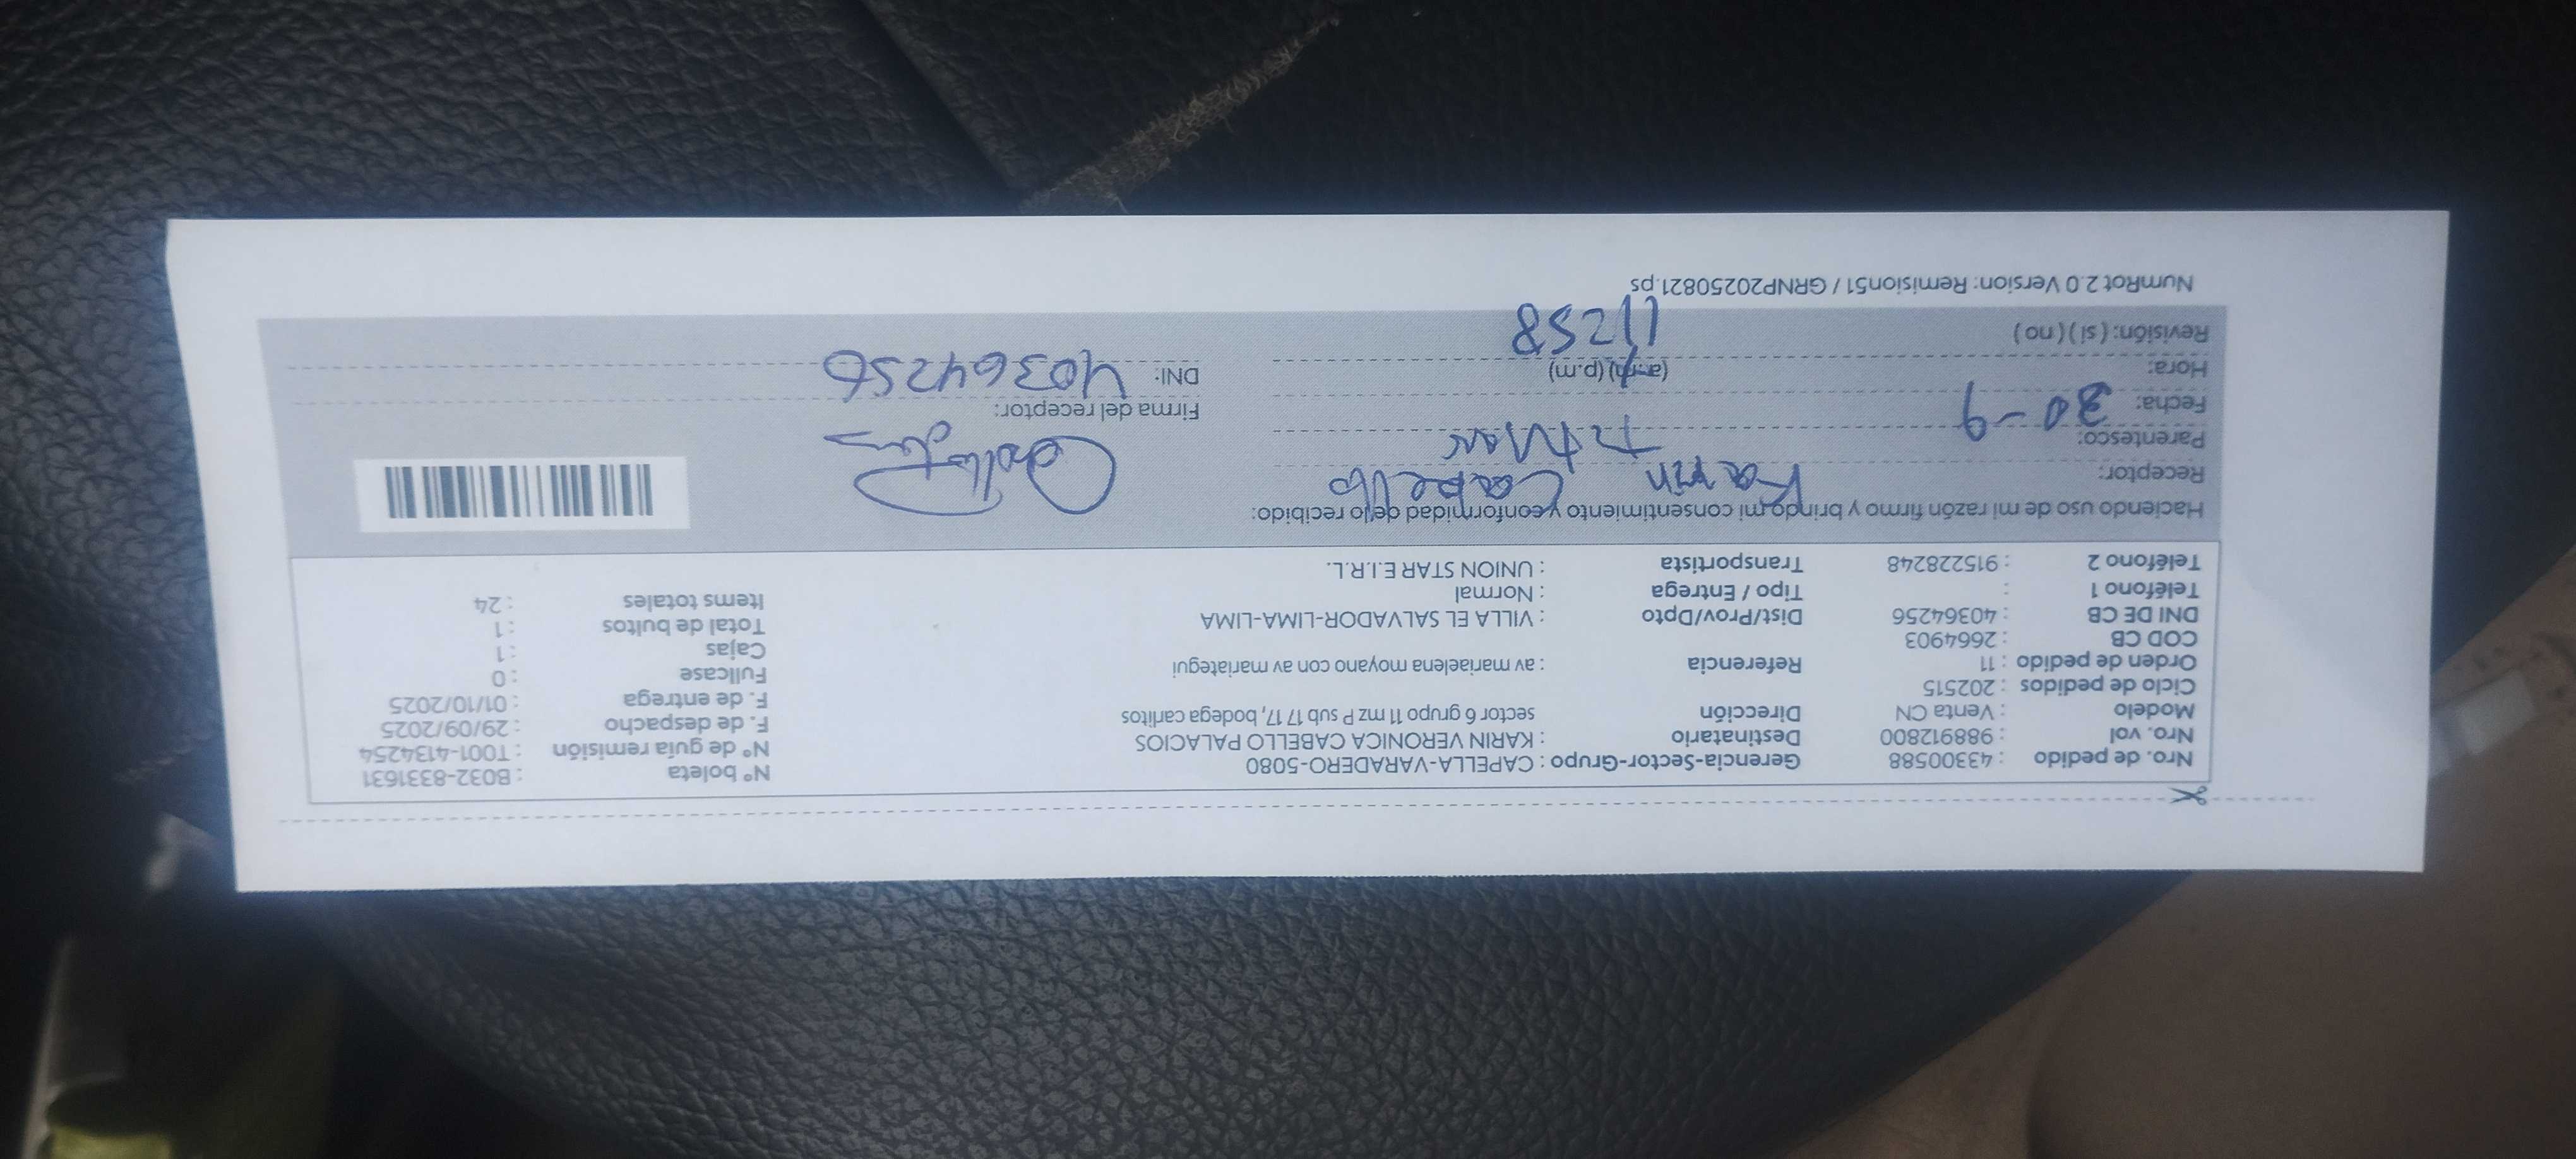 Nro. de pedido : 43300588 Gerencia-Sector-Grupo : CAPELLA-VARADERO-5080 N° boleta : B032-8331631
Nro. vol : 988912800 Destinatario : KARIN VERONICA CABELLO PALACIOS N° de guía remisión : T001-4134254
Modelo : Venta CN Dirección sector 6 grupo 11 mz P sub 17 17, bodega carlitos F. de despacho : 29/09/2025
Ciclo de pedidos : 202515 F. de entrega : 01/10/2025
Orden de pedido : 11 Referencia : av mariaelena moyano con av mariategui Fullcase : 0
COD CB : 2664903 Cajas : 1
DNI DE CB : 40364256 Dist/Prov/Dpto : VILLA EL SALVADOR-LIMA-LIMA Total de bultos : 1
Teléfono 1 : Tipo / Entrega : Normal Items totales : 24
Teléfono 2 : 915228248 Transportista : UNION STAR E.I.R.L.
Haciendo uso de mi razón firmo y brindo mi consentimiento y conformidad de lo recibido:
Receptor: Karin Cabello
Parentesco:
Fecha: 30-9 Firma del receptor:
Hora: (a.m) (p.m) DNI: 40364256
Revisión: ( si ) ( no ) 11258
NumRot 2.0 Version: Remision51 / GRNP20250821.ps